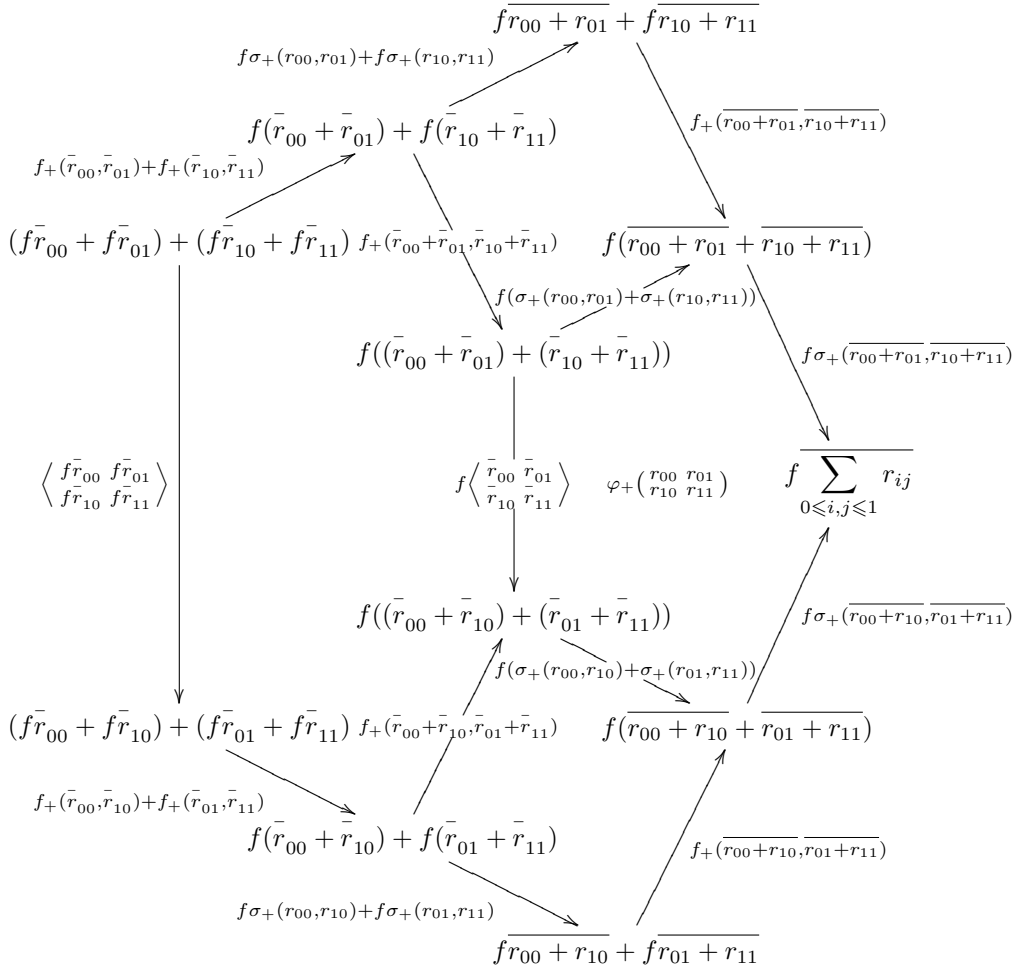 $f\overline{r_{00}+r_{01}}+f\overline{r_{10}+r_{11}}$
$f\sigma_+(r_{00},r_{01})+f\sigma_+(r_{10},r_{11})$
$f_+(\overline{r_{00}+r_{01}},\overline{r_{10}+r_{11}})$
$f(\bar{r}_{00}+\bar{r}_{01})+f(\bar{r}_{10}+\bar{r}_{11})$
$f_+(\bar{r}_{00},\bar{r}_{01})+f_+(\bar{r}_{10},\bar{r}_{11})$
$(f\bar{r}_{00}+f\bar{r}_{01})+(f\bar{r}_{10}+f\bar{r}_{11})$ $f_+(\bar{r}_{00}+\bar{r}_{01},\bar{r}_{10}+\bar{r}_{11})$ $f(\overline{r_{00}+r_{01}}+\overline{r_{10}+r_{11}})$
$f(\sigma_+(r_{00},r_{01})+\sigma_+(r_{10},r_{11}))$
$f((\bar{r}_{00}+\bar{r}_{01})+(\bar{r}_{10}+\bar{r}_{11}))$ $f\sigma_+(\overline{r_{00}+r_{01}},\overline{r_{10}+r_{11}})$
$\left\langle\begin{smallmatrix}f\bar{r}_{00}&f\bar{r}_{01}\\f\bar{r}_{10}&f\bar{r}_{11}\end{smallmatrix}\right\rangle$ $f\left\langle\begin{smallmatrix}\bar{r}_{00}&\bar{r}_{01}\\\bar{r}_{10}&\bar{r}_{11}\end{smallmatrix}\right\rangle$ $\varphi_+\left(\begin{smallmatrix}r_{00}&r_{01}\\r_{10}&r_{11}\end{smallmatrix}\right)$ $f\overline{\sum_{0\leqslant i,j\leqslant 1}r_{ij}}$
$f((\bar{r}_{00}+\bar{r}_{10})+(\bar{r}_{01}+\bar{r}_{11}))$ $f\sigma_+(\overline{r_{00}+r_{10}},\overline{r_{01}+r_{11}})$
$f(\sigma_+(r_{00},r_{10})+\sigma_+(r_{01},r_{11}))$
$(f\bar{r}_{00}+f\bar{r}_{10})+(f\bar{r}_{01}+f\bar{r}_{11})$ $f_+(\bar{r}_{00}+\bar{r}_{10},\bar{r}_{01}+\bar{r}_{11})$ $f(\overline{r_{00}+r_{10}}+\overline{r_{01}+r_{11}})$
$f_+(\bar{r}_{00},\bar{r}_{10})+f_+(\bar{r}_{01},\bar{r}_{11})$
$f(\bar{r}_{00}+\bar{r}_{10})+f(\bar{r}_{01}+\bar{r}_{11})$ $f_+(\overline{r_{00}+r_{10}},\overline{r_{01}+r_{11}})$
$f\sigma_+(r_{00},r_{10})+f\sigma_+(r_{01},r_{11})$
$f\overline{r_{00}+r_{10}}+f\overline{r_{01}+r_{11}}$